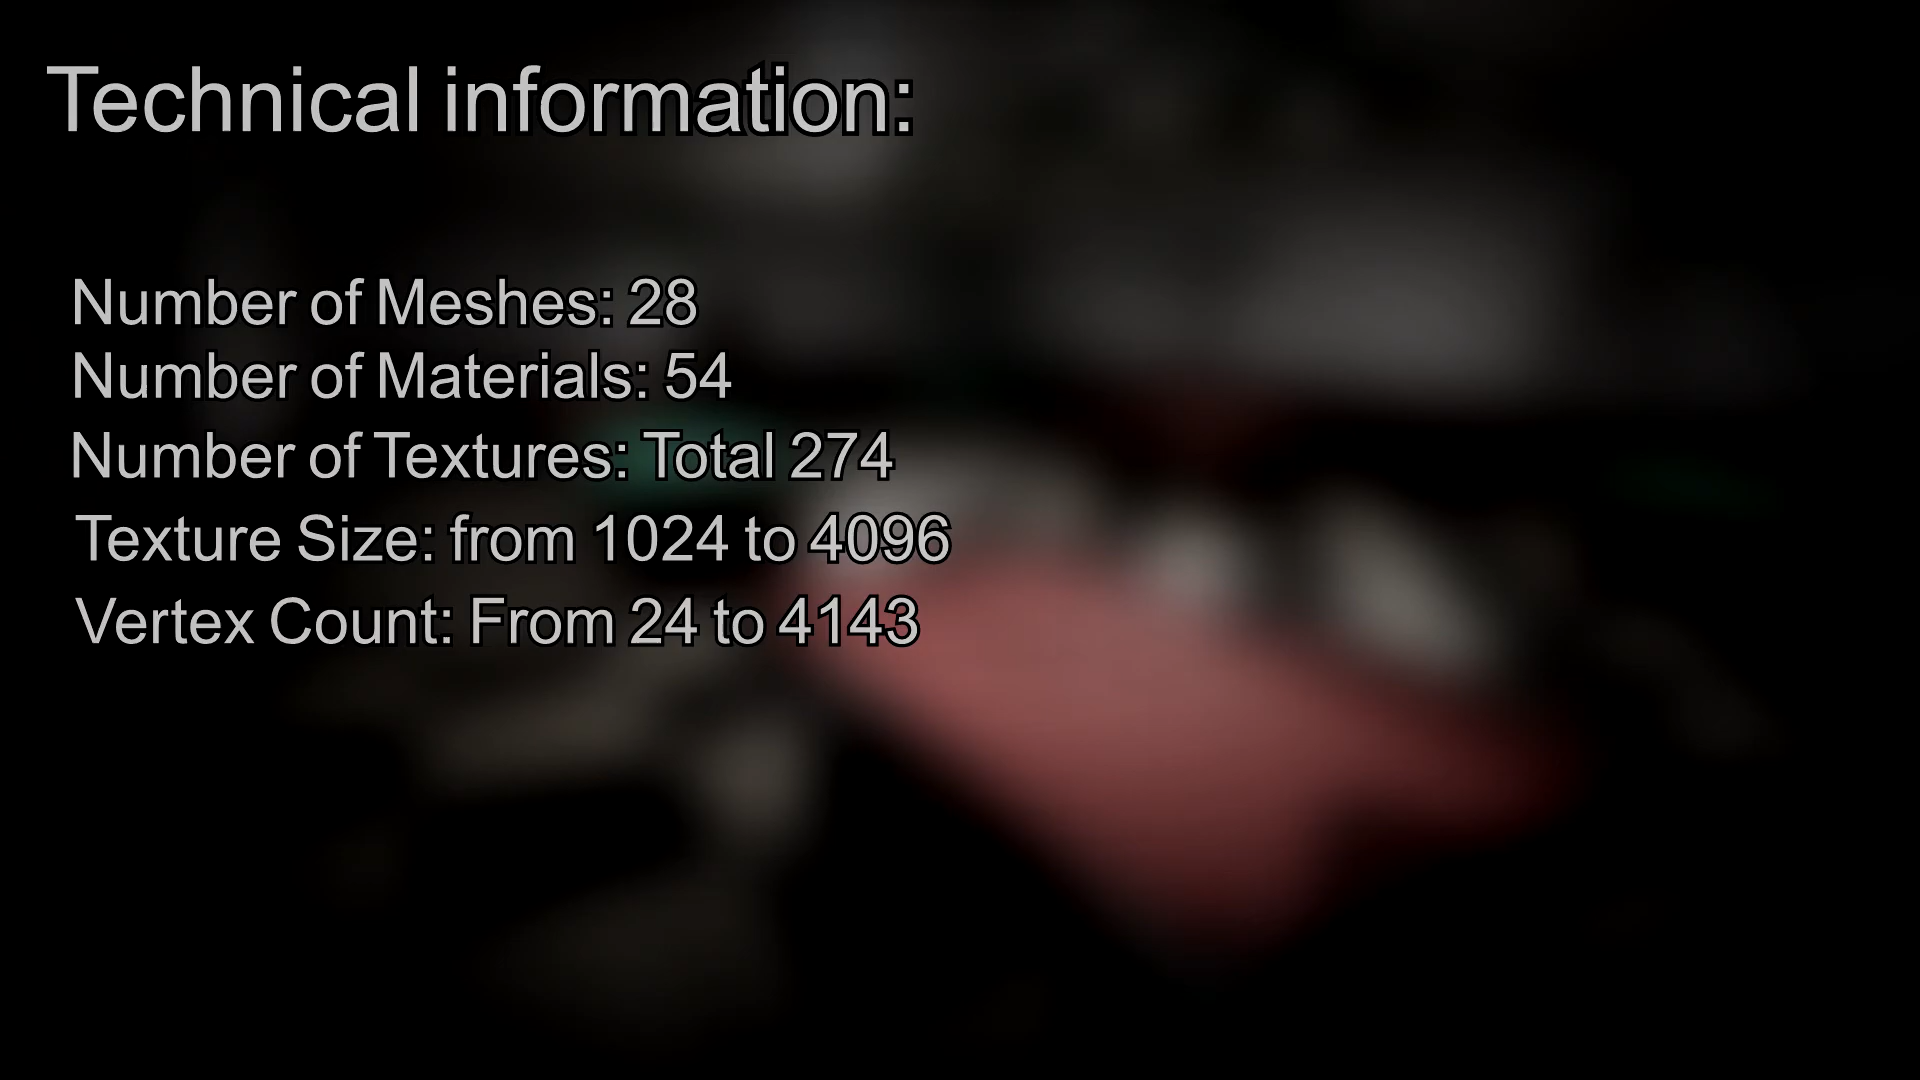 Technical information:
Number of Meshes: 28
Number of Materials: 54
Number of Textures: Total 274
Texture Size: from 1024 to 4096
Vertex Count: From 24 to 4143